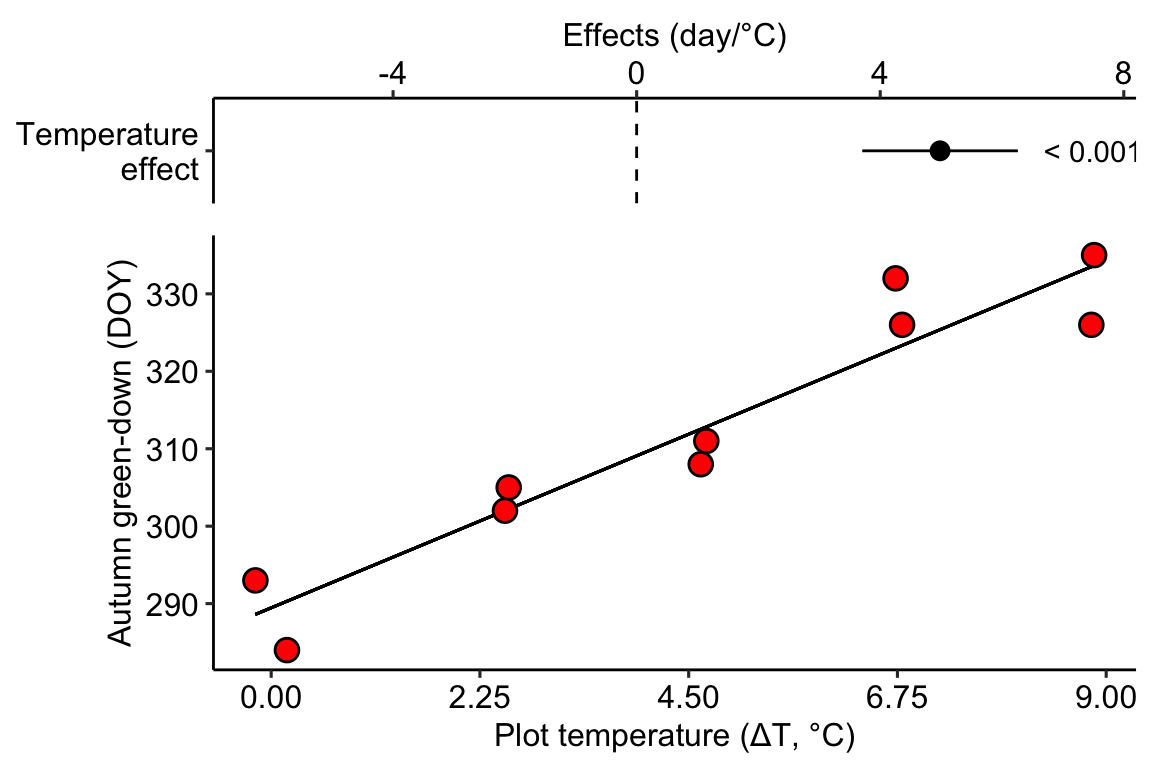 Effects (day/°C)
-4 0 4 8
Temperature
effect
< 0.001
Autumn green-down (DOY)
330
320
310
300
290
0.00 2.25 4.50 6.75 9.00
Plot temperature (ΔT, °C)